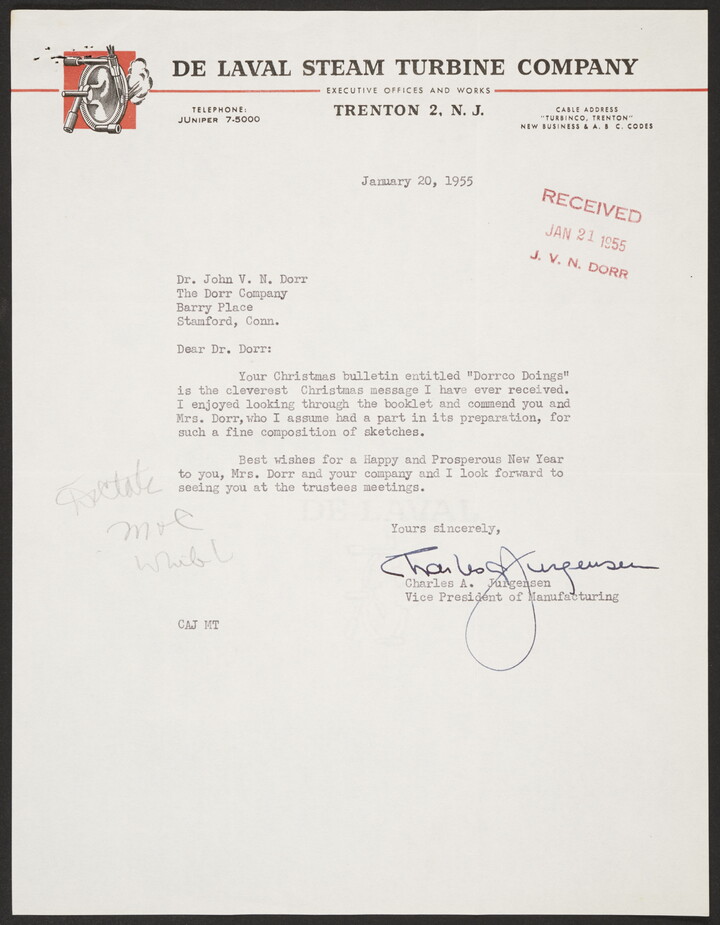 DE LAVAL STEAM TURBINE COMPANY
EXECUTIVE OFFICES AND WORKS
TELEPHONE:
JUNIPER 7-5000
TRENTON 2, N. J.
CABLE ADDRESS
"TURBINCO, TRENTON"
NEW BUSINESS & A. B C. CODES
January 20, 1955
RECEIVED
JAN 21 1955
J. V. N. DORR
Dr. John V. N. Dorr
The Dorr Company
Barry Place
Stamford, Conn.
Dear Dr. Dorr:
Your Christmas bulletin entitled "Dorrco Doings"
is the cleverest Christmas message I have ever received.
I enjoyed looking through the booklet and commend you and
Mrs. Dorr, who I assume had a part in its preparation, for
such a fine composition of sketches.
Best wishes for a Happy and Prosperous New Year
to you, Mrs. Dorr and your company and I look forward to
seeing you at the trustees meetings.
Yours sincerely,
Charles A Jurgensen
Charles A. Jurgensen
Vice President of Manufacturing
CAJ MT
DE LAVAL